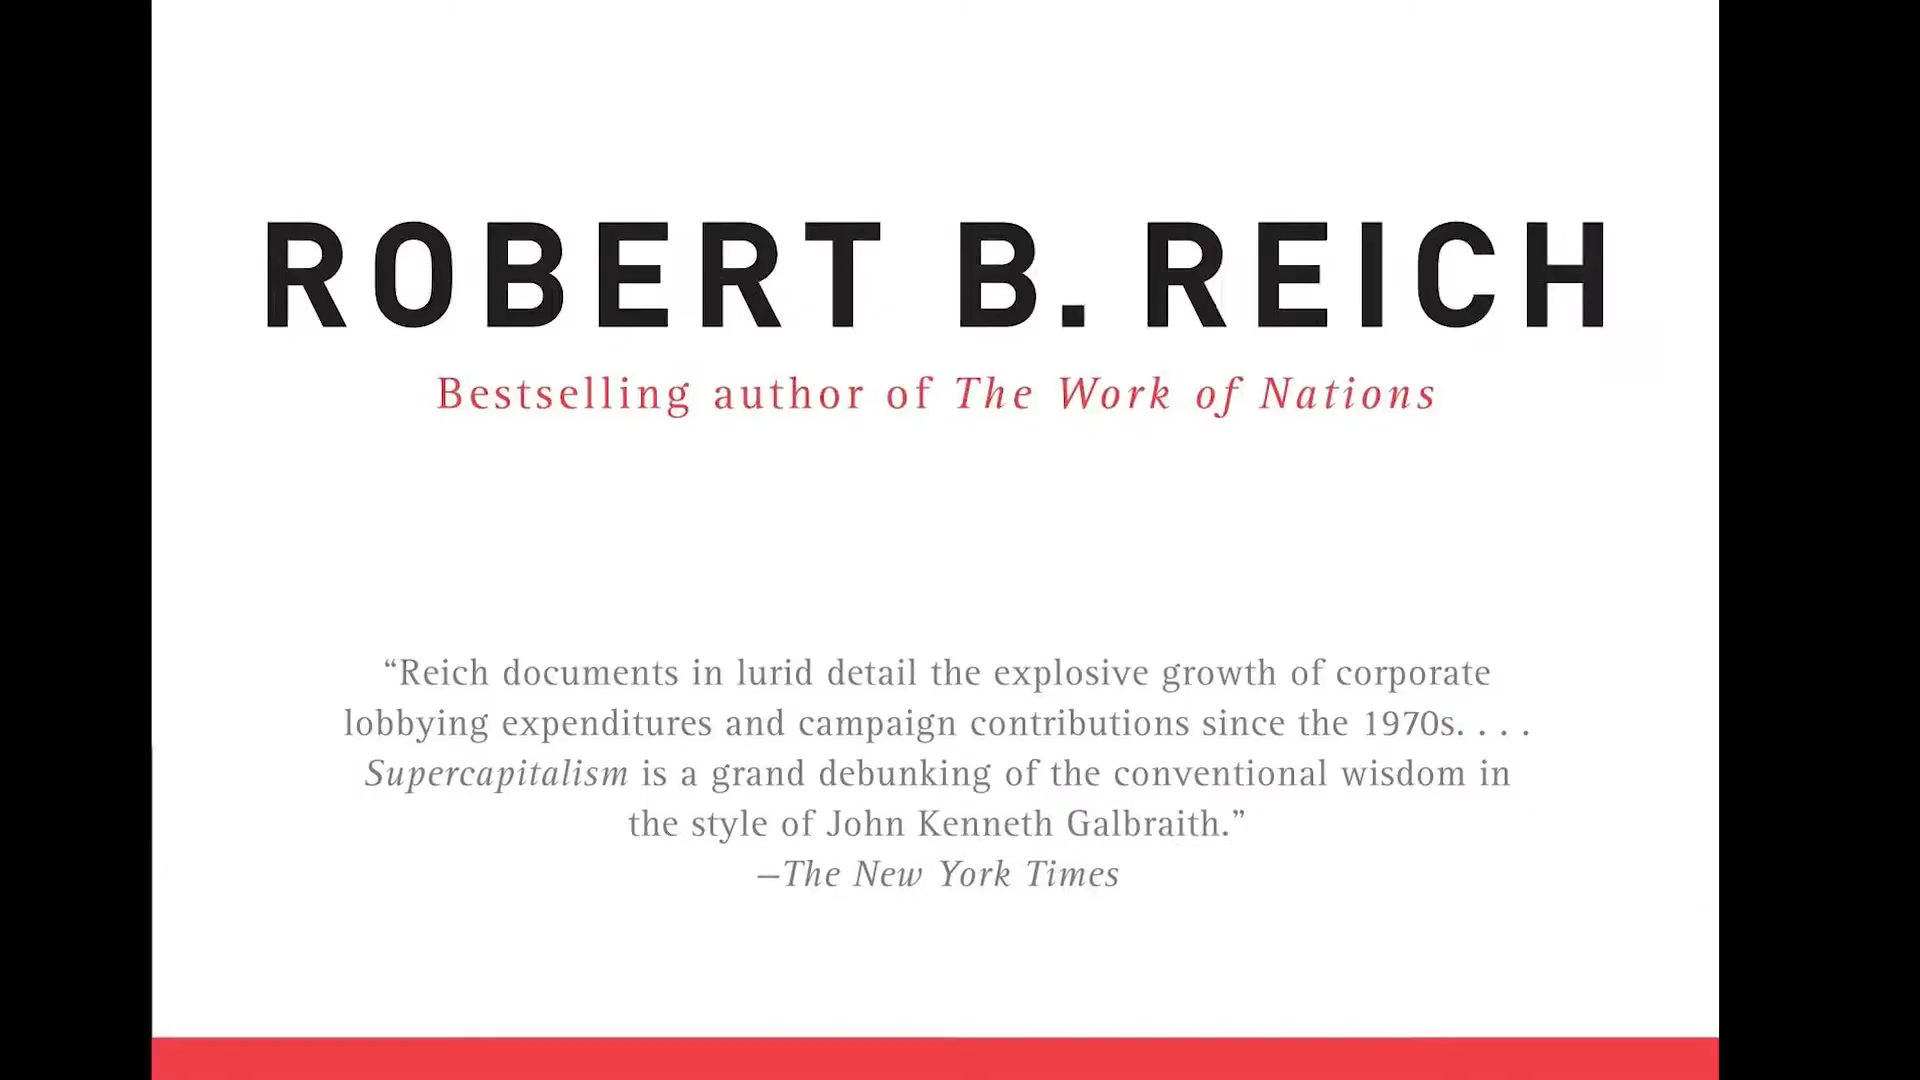 ROBERT B. REICH
Bestselling author of The Work of Nations
“Reich documents in lurid detail the explosive growth of corporate
lobbying expenditures and campaign contributions since the 1970s. . . .
Supercapitalism is a grand debunking of the conventional wisdom in
the style of John Kenneth Galbraith.”
—The New York Times